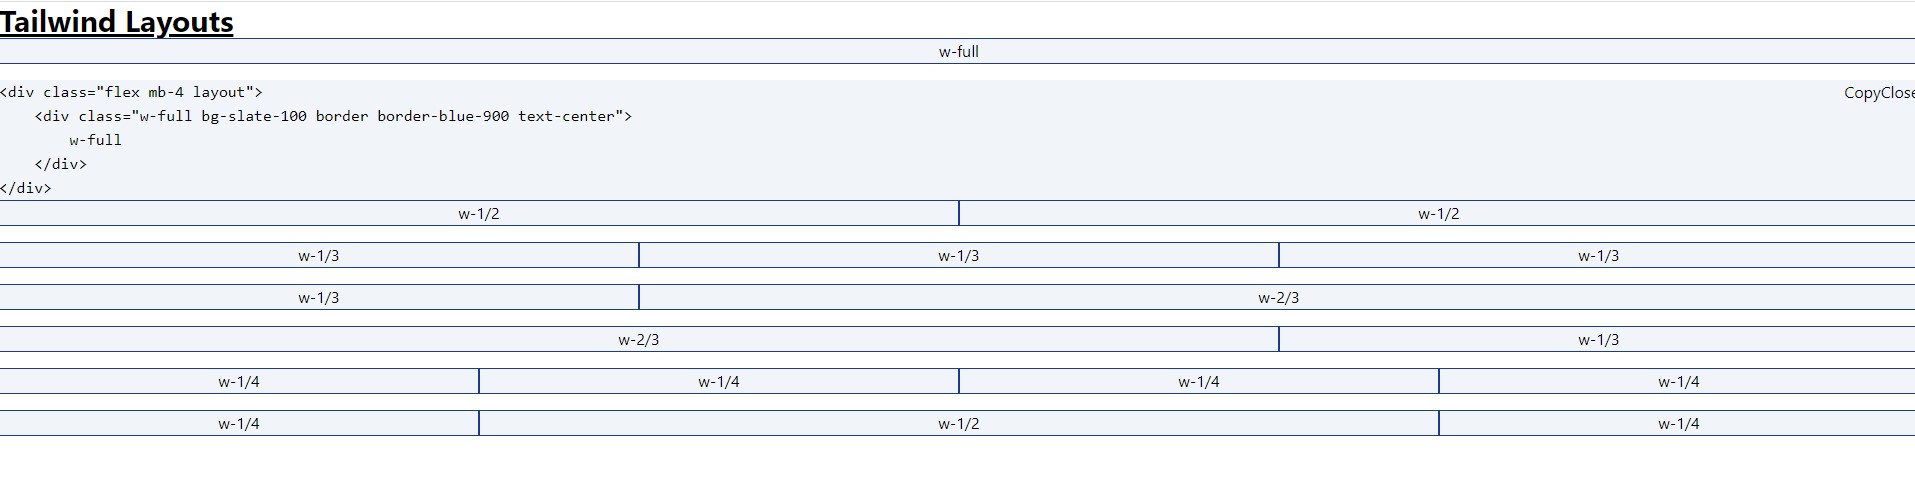 Tailwind Layouts
w-full
<div class="flex mb-4 layout"> CopyClose
    <div class="w-full bg-slate-100 border border-blue-900 text-center">
        w-full
    </div>
</div>
w-1/2 w-1/2
w-1/3 w-1/3 w-1/3
w-1/3 w-2/3
w-2/3 w-1/3
w-1/4 w-1/4 w-1/4 w-1/4
w-1/4 w-1/2 w-1/4